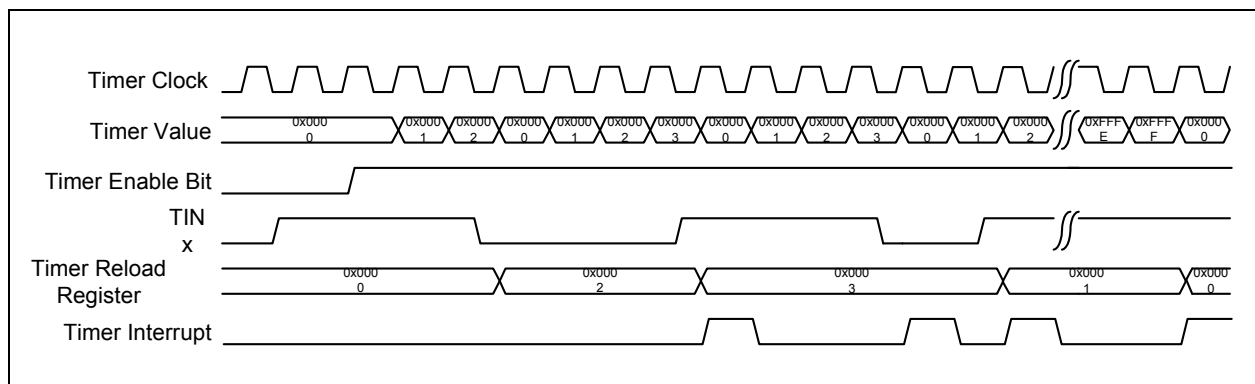 Timer Clock
Timer Value
0x000 0x000 0x000 0x000 0x000 0x000 0x000 0x000 0x000 0x000 0x000 0x000 0x000 0x000 0xFFF 0xFFF 0x000
0 1 2 0 1 2 3 0 1 2 3 0 1 2 E F 0
Timer Enable Bit
TIN
x
Timer Reload
Register
0x000 0x000 0x000 0x000 0x000
0 2 3 1 0
Timer Interrupt